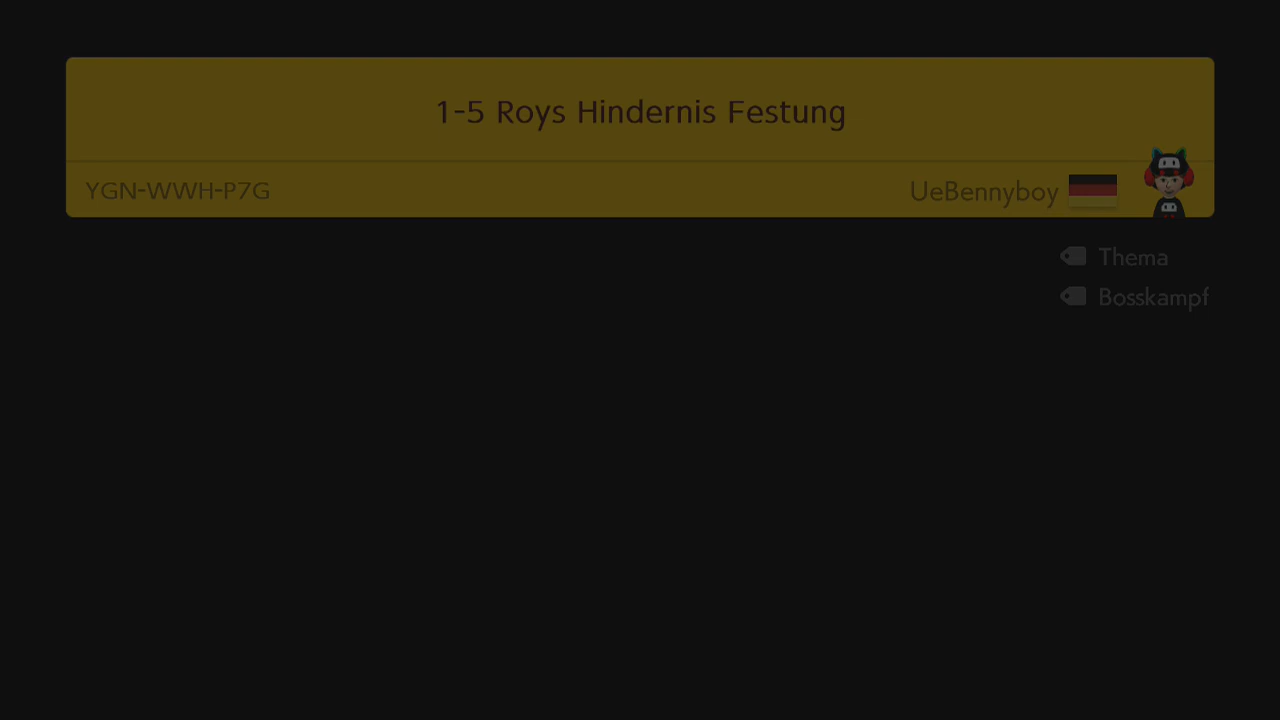 1-5 Roys Hindernis Festung
YGN-WWH-P7G
UeBennyboy
Thema
Bosskampf